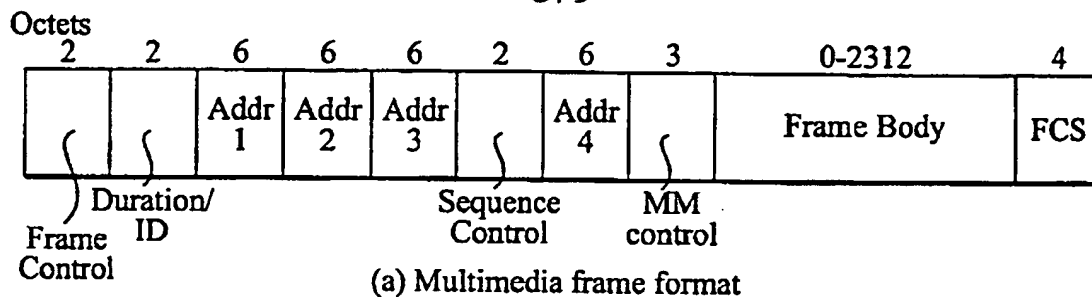 Octets
2 2 6 6 6 2 6 3 0-2312 4
Addr 1
Addr 2
Addr 3
Addr 4
Frame Body
FCS
Frame Control
Duration/ ID
Sequence Control
MM control
(a) Multimedia frame format